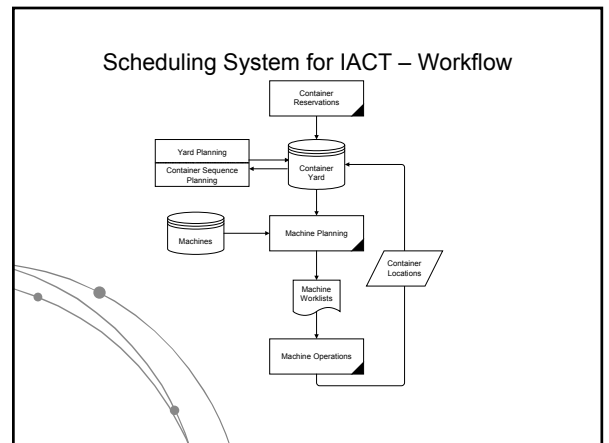 Scheduling System for IACT – Workflow
Container
Reservations
Yard Planning
Container Sequence
Planning
Container
Yard
Machines
Machine Planning
Container
Locations
Machine
Worklists
Machine Operations